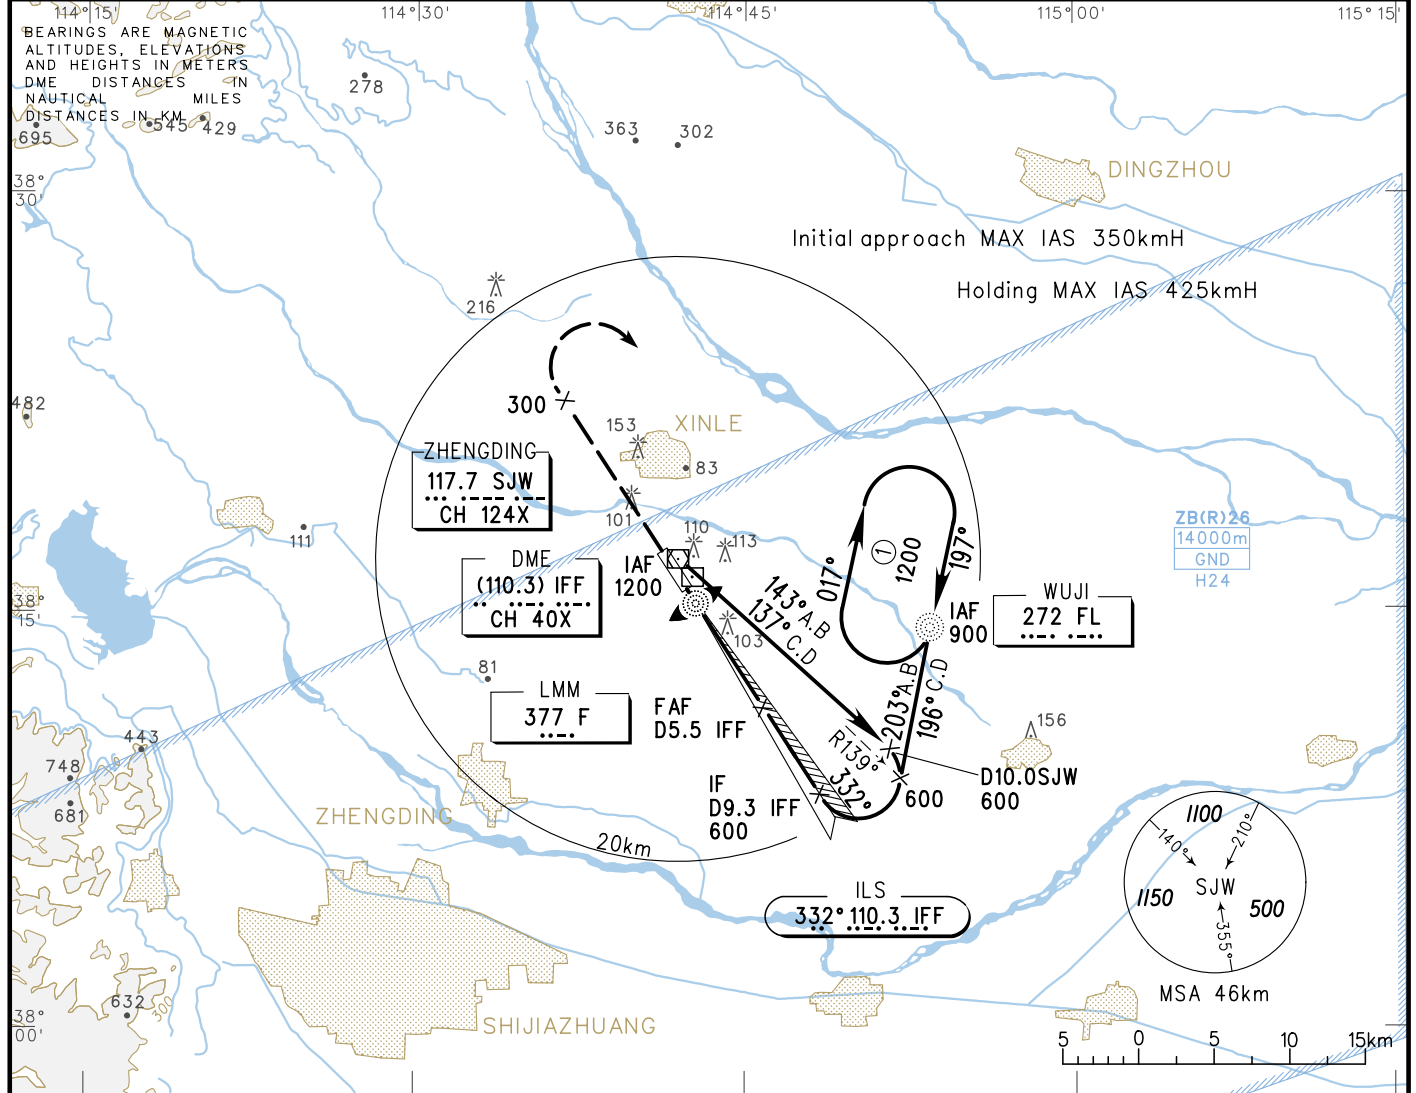 114°15'
114°30'
114°45'
115°00'
115°15'
BEARINGS ARE MAGNETIC
ALTITUDES, ELEVATIONS
AND HEIGHTS IN METERS
DME DISTANCES IN
NAUTICAL MILES
DISTANCES IN KM
695
545
429
278
363
302
DINGZHOU
38°
30'
Initial approach MAX IAS 350kmH
Holding MAX IAS 425kmH
216
482
300
153
XINLE
83
ZHENGDING
117.7 SJW
CH 124X
101
110
113
111
DME
(110.3) IFF
CH 40X
IAF
1200
017°
1
1200
197°
ZB(R)26
14000m
GND
H24
38°
15'
143°A.B
137°C.D
103
IAF
900
WUJI
272 FL
81
LMM
377 F
FAF
D5.5 IFF
203°A.B
196°C.D
156
443
748
681
R139°
332°
D10.0SJW
600
600
IF
D9.3 IFF
600
ZHENGDING
20km
ILS
332° 110.3 IFF
1100
140°
210°
SJW
1150
500
355°
MSA 46km
632
300
SHIJIAZHUANG
38°
00'
5 0 5 10 15km